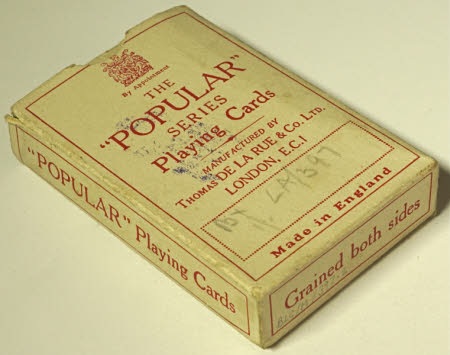 By Appointment
THE
"POPULAR"
SERIES
Playing Cards
MANUFACTURED BY
THOMAS DE LA RUE & CO. LTD.
LONDON, E.C.1
Made in England
"POPULAR" Playing Cards
Grained both sides